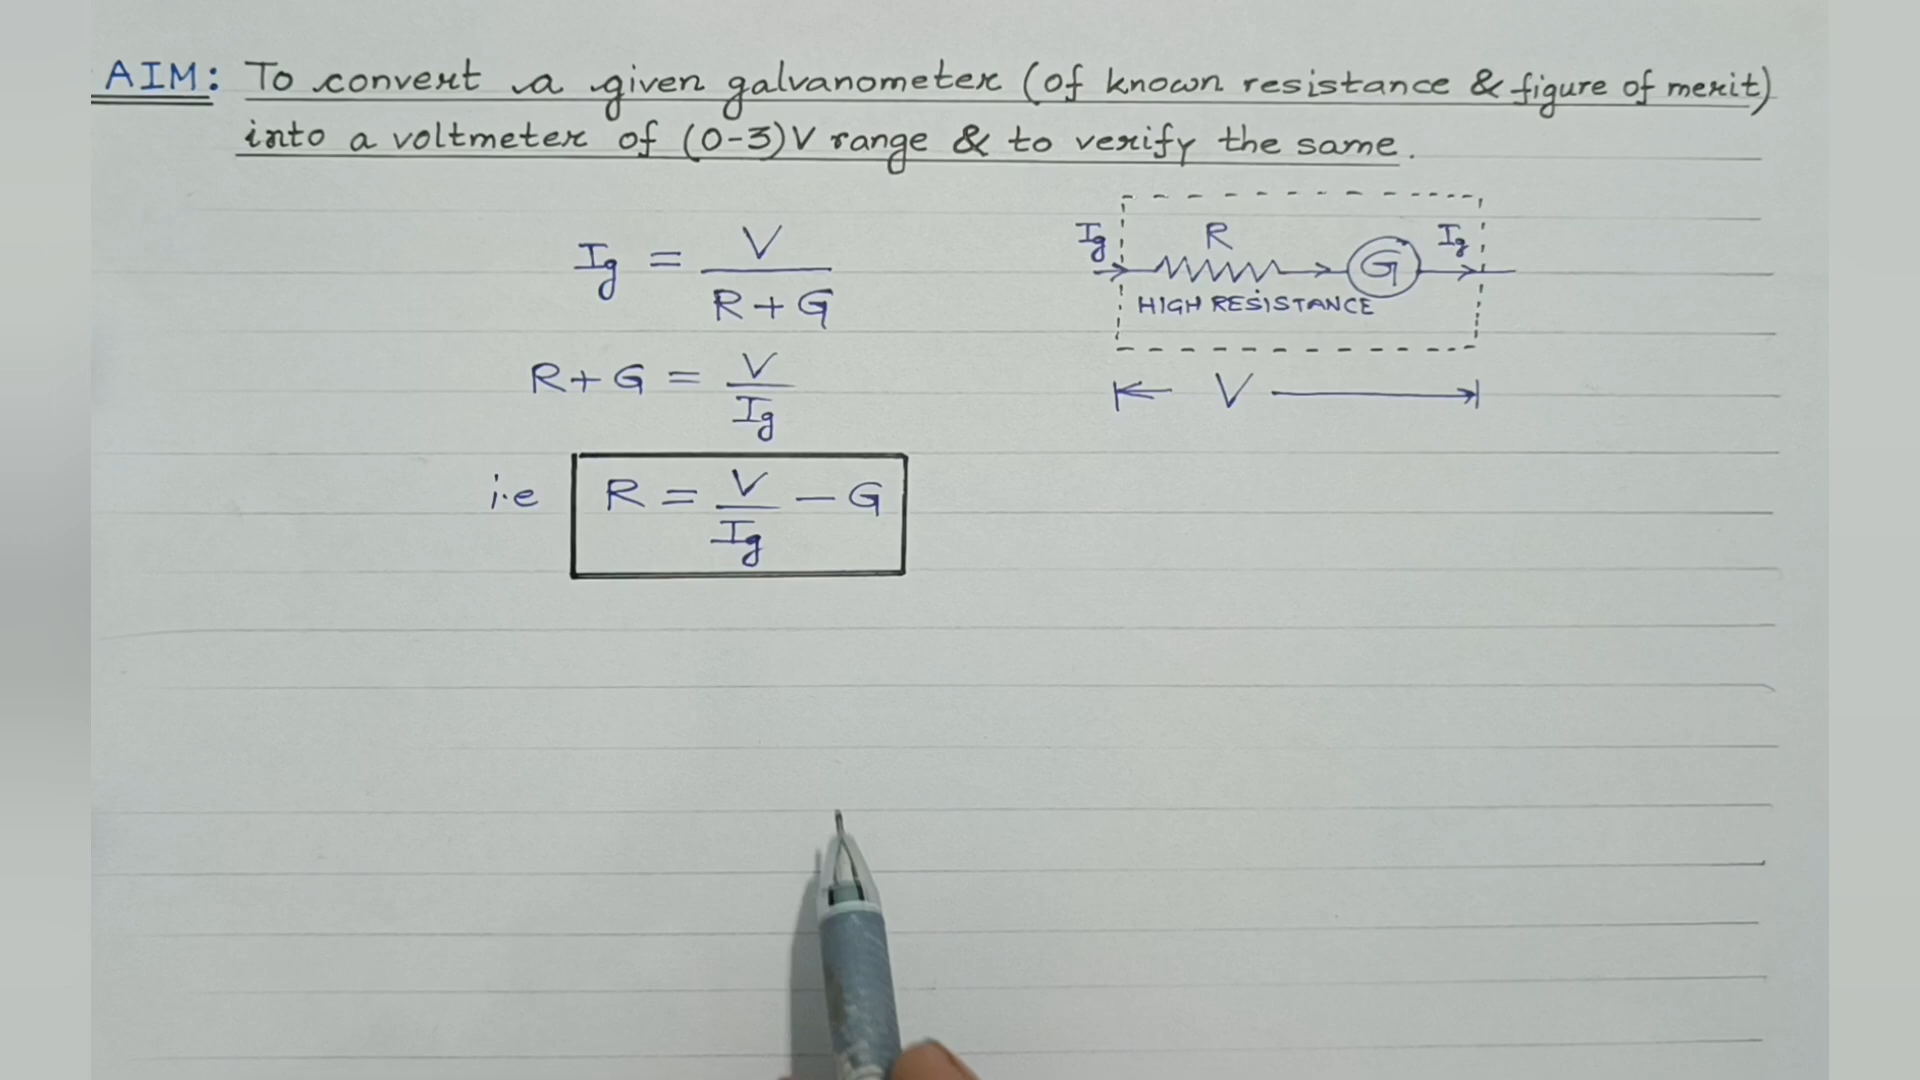 AIM: To convert a given galvanometer (of known resistance & figure of merit)
into a voltmeter of (0-3)V range & to verify the same.
Ig = V / R + G
R + G = V / Ig
i.e R = V / Ig - G
Ig R Ig
G
HIGH RESISTANCE
V